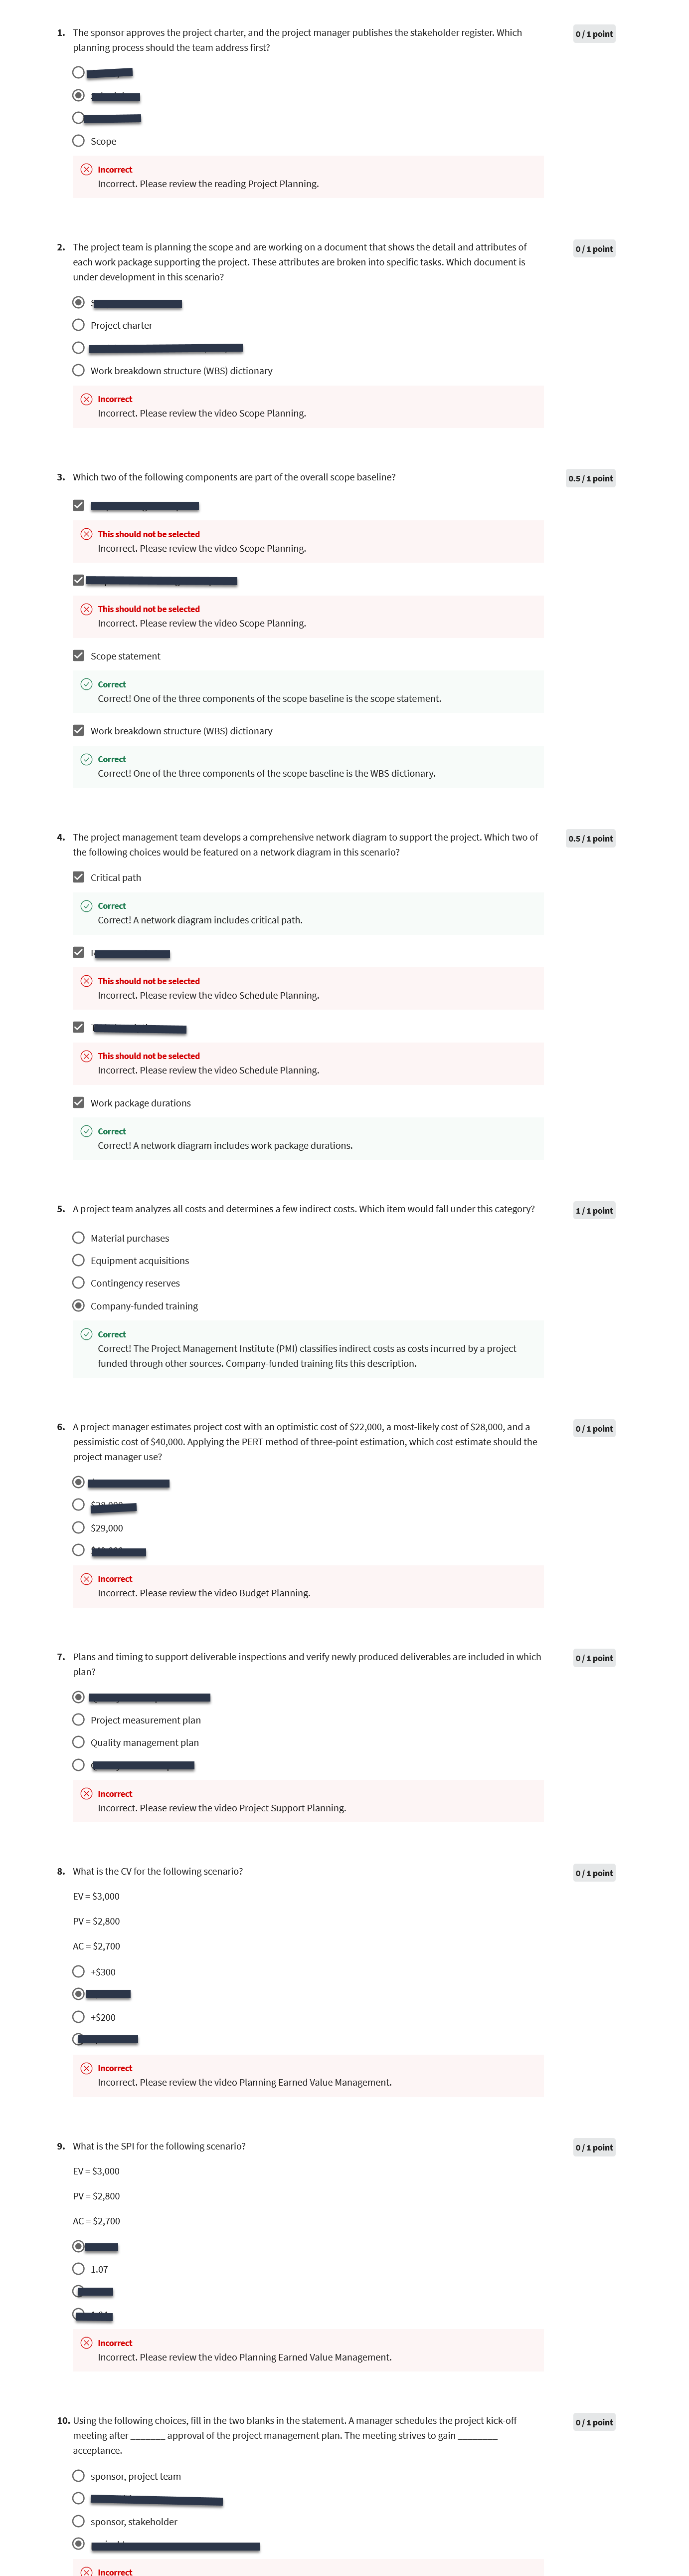 1. The sponsor approves the project charter, and the project manager publishes the stakeholder register. Which
planning process should the team address first?
0 / 1 point
Scope
Incorrect
Incorrect. Please review the reading Project Planning.
2. The project team is planning the scope and are working on a document that shows the detail and attributes of
each work package supporting the project. These attributes are broken into specific tasks. Which document is
under development in this scenario?
0 / 1 point
Project charter
Work breakdown structure (WBS) dictionary
Incorrect
Incorrect. Please review the video Scope Planning.
3. Which two of the following components are part of the overall scope baseline?
0.5 / 1 point
This should not be selected
Incorrect. Please review the video Scope Planning.
This should not be selected
Incorrect. Please review the video Scope Planning.
Scope statement
Correct
Correct! One of the three components of the scope baseline is the scope statement.
Work breakdown structure (WBS) dictionary
Correct
Correct! One of the three components of the scope baseline is the WBS dictionary.
4. The project management team develops a comprehensive network diagram to support the project. Which two of
the following choices would be featured on a network diagram in this scenario?
0.5 / 1 point
Critical path
Correct
Correct! A network diagram includes critical path.
This should not be selected
Incorrect. Please review the video Schedule Planning.
This should not be selected
Incorrect. Please review the video Schedule Planning.
Work package durations
Correct
Correct! A network diagram includes work package durations.
5. A project team analyzes all costs and determines a few indirect costs. Which item would fall under this category?
1 / 1 point
Material purchases
Equipment acquisitions
Contingency reserves
Company-funded training
Correct
Correct! The Project Management Institute (PMI) classifies indirect costs as costs incurred by a project
funded through other sources. Company-funded training fits this description.
6. A project manager estimates project cost with an optimistic cost of $22,000, a most-likely cost of $28,000, and a
pessimistic cost of $40,000. Applying the PERT method of three-point estimation, which cost estimate should the
project manager use?
0 / 1 point
$29,000
Incorrect
Incorrect. Please review the video Budget Planning.
7. Plans and timing to support deliverable inspections and verify newly produced deliverables are included in which
plan?
0 / 1 point
Project measurement plan
Quality management plan
Incorrect
Incorrect. Please review the video Project Support Planning.
8. What is the CV for the following scenario?
0 / 1 point
EV = $3,000
PV = $2,800
AC = $2,700
+$300
+$200
Incorrect
Incorrect. Please review the video Planning Earned Value Management.
9. What is the SPI for the following scenario?
0 / 1 point
EV = $3,000
PV = $2,800
AC = $2,700
1.07
Incorrect
Incorrect. Please review the video Planning Earned Value Management.
10. Using the following choices, fill in the two blanks in the statement. A manager schedules the project kick-off
meeting after _______ approval of the project management plan. The meeting strives to gain ________
acceptance.
0 / 1 point
sponsor, project team
sponsor, stakeholder
Incorrect